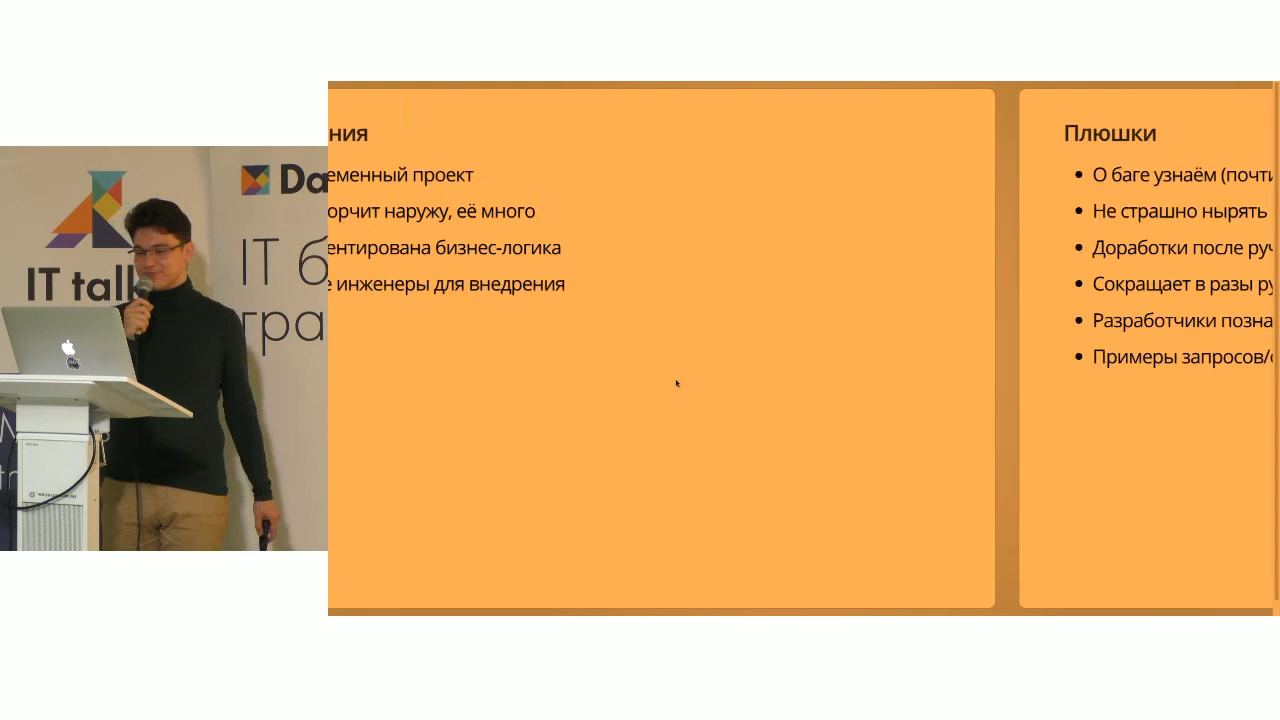 IT talk
Da
IT б
гра
ния
еменный проект
орчит наружу, её много
ентирована бизнес-логика
е инженеры для внедрения
Плюшки
О баге узнаём (почти
Не страшно нырять
Доработки после руч
Сокращает в разы ру
Разработчики позна
Примеры запросов/